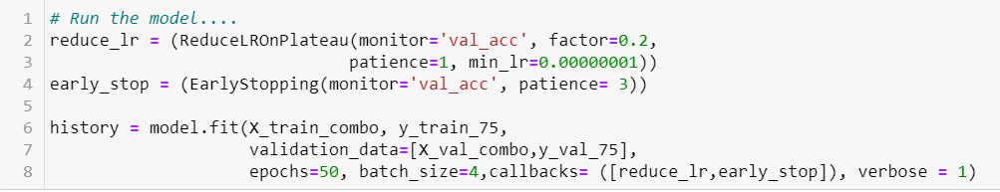 1 # Run the model....
2 reduce_lr = (ReduceLROnPlateau(monitor='val_acc', factor=0.2,
3                               patience=1, min_lr=0.00000001))
4 early_stop = (EarlyStopping(monitor='val_acc', patience= 3))
5
6 history = model.fit(X_train_combo, y_train_75,
7                     validation_data=[X_val_combo,y_val_75],
8                     epochs=50, batch_size=4,callbacks= ([reduce_lr,early_stop]), verbose = 1)